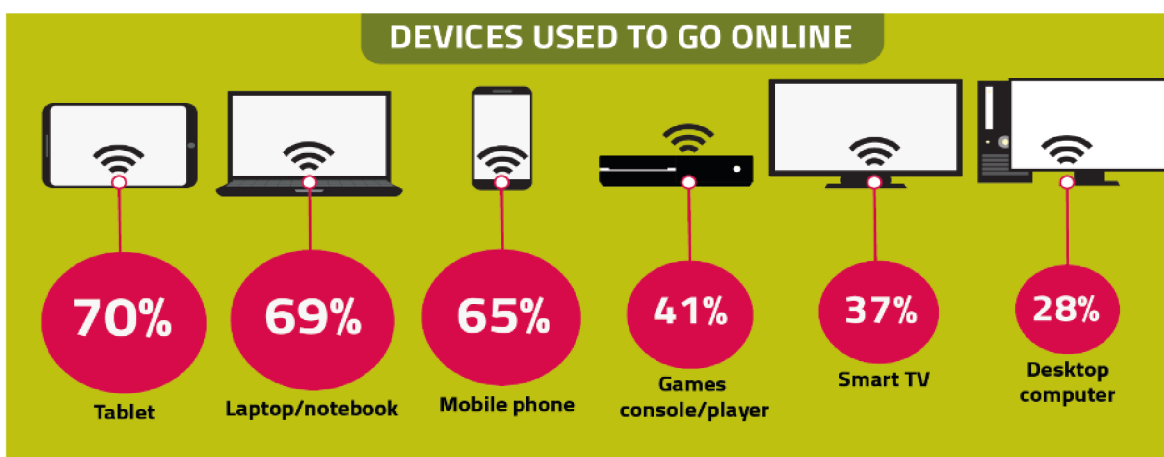 DEVICES USED TO GO ONLINE
70%
Tablet
69%
Laptop/notebook
65%
Mobile phone
41%
Games
console/player
37%
Smart TV
28%
Desktop
computer